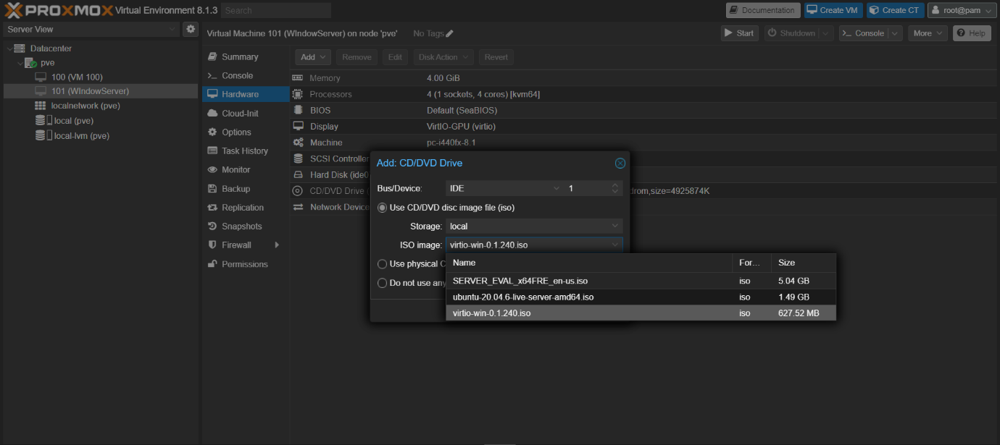 PROXMOX Virtual Environment 8.1.3 Search Documentation Create VM Create CT root@pam
Server View
Virtual Machine 101 (WIndowServer) on node 'pve' No Tags Start Shutdown Console More Help
Datacenter
pve
100 (VM 100)
101 (WIndowServer)
localnetwork (pve)
local (pve)
local-lvm (pve)
Summary
Console
Hardware
Cloud-Init
Options
Task History
Monitor
Backup
Replication
Snapshots
Firewall
Permissions
Add Remove Edit Disk Action Revert
Memory 4.00 GiB
Processors 4 (1 sockets, 4 cores) [kvm64]
BIOS Default (SeaBIOS)
Display VirtIO-GPU (virtio)
Machine pc-i440fx-8.1
SCSI Controller
Hard Disk (ide0
CD/DVD Drive ( drom,size=4925874K
Network Device
Add: CD/DVD Drive
Bus/Device: IDE 1
Use CD/DVD disc image file (iso)
Storage: local
ISO image: virtio-win-0.1.240.iso
Use physical C
Do not use any
Name For... Size
SERVER_EVAL_x64FRE_en-us.iso iso 5.04 GB
ubuntu-20.04.6-live-server-amd64.iso iso 1.49 GB
virtio-win-0.1.240.iso iso 627.52 MB